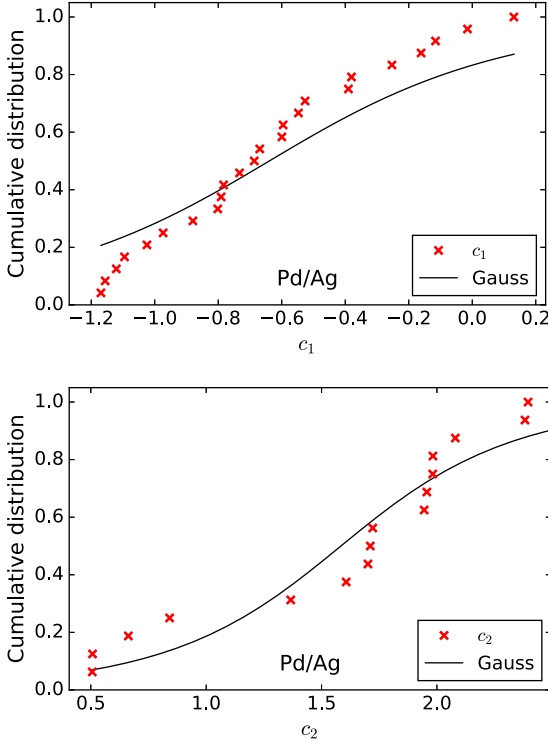 Cumulative distribution
1.0
0.8
0.6
0.4
0.2
0.0
c₁
Gauss
Pd/Ag
−1.2 −1.0 −0.8 −0.6 −0.4 −0.2 0.0 0.2
c₁
Cumulative distribution
1.0
0.8
0.6
0.4
0.2
0.0
c₂
Gauss
Pd/Ag
0.5 1.0 1.5 2.0
c₂